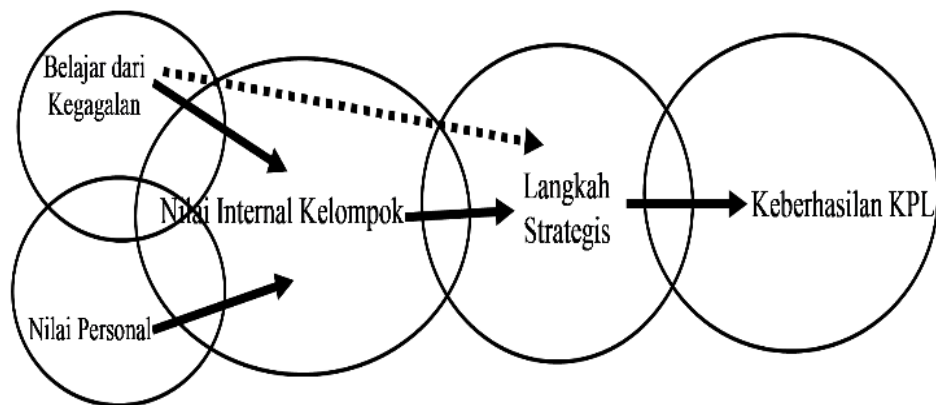 Belajar dari
Kegagalan
Nilai Internal Kelompok
Nilai Personal
Langkah
Strategis
Keberhasilan KPL